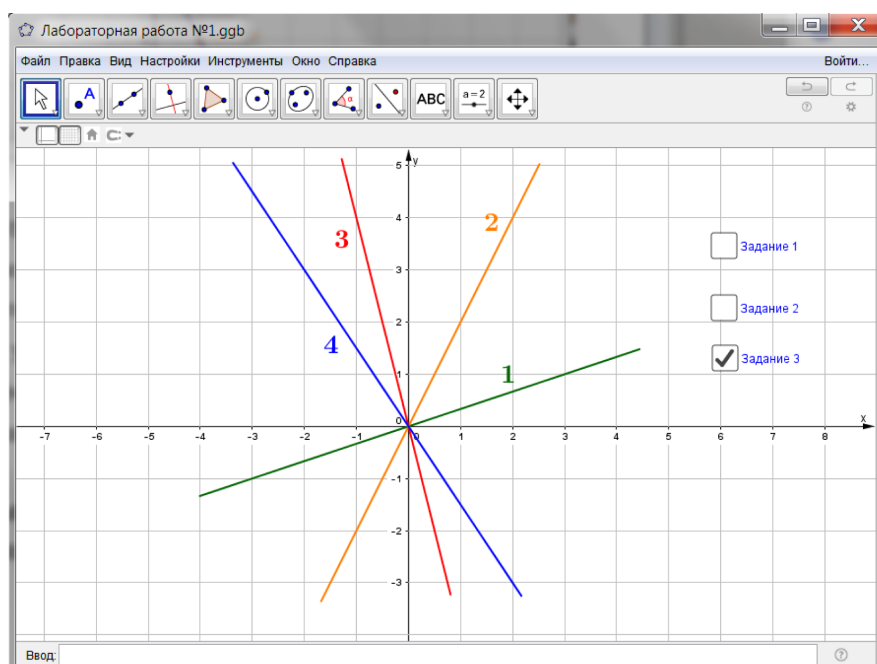 Лабораторная работа №1.ggb
Файл Правка Вид Настройки Инструменты Окно Справка Войти...
A α ABC a=2
5 y
4
3
2
1
0
-7 -6 -5 -4 -3 -2 -1 0 1 2 3 4 5 6 7 8 x
-1
-2
-3
3
2
4
1
Задание 1
Задание 2
Задание 3
Ввод: